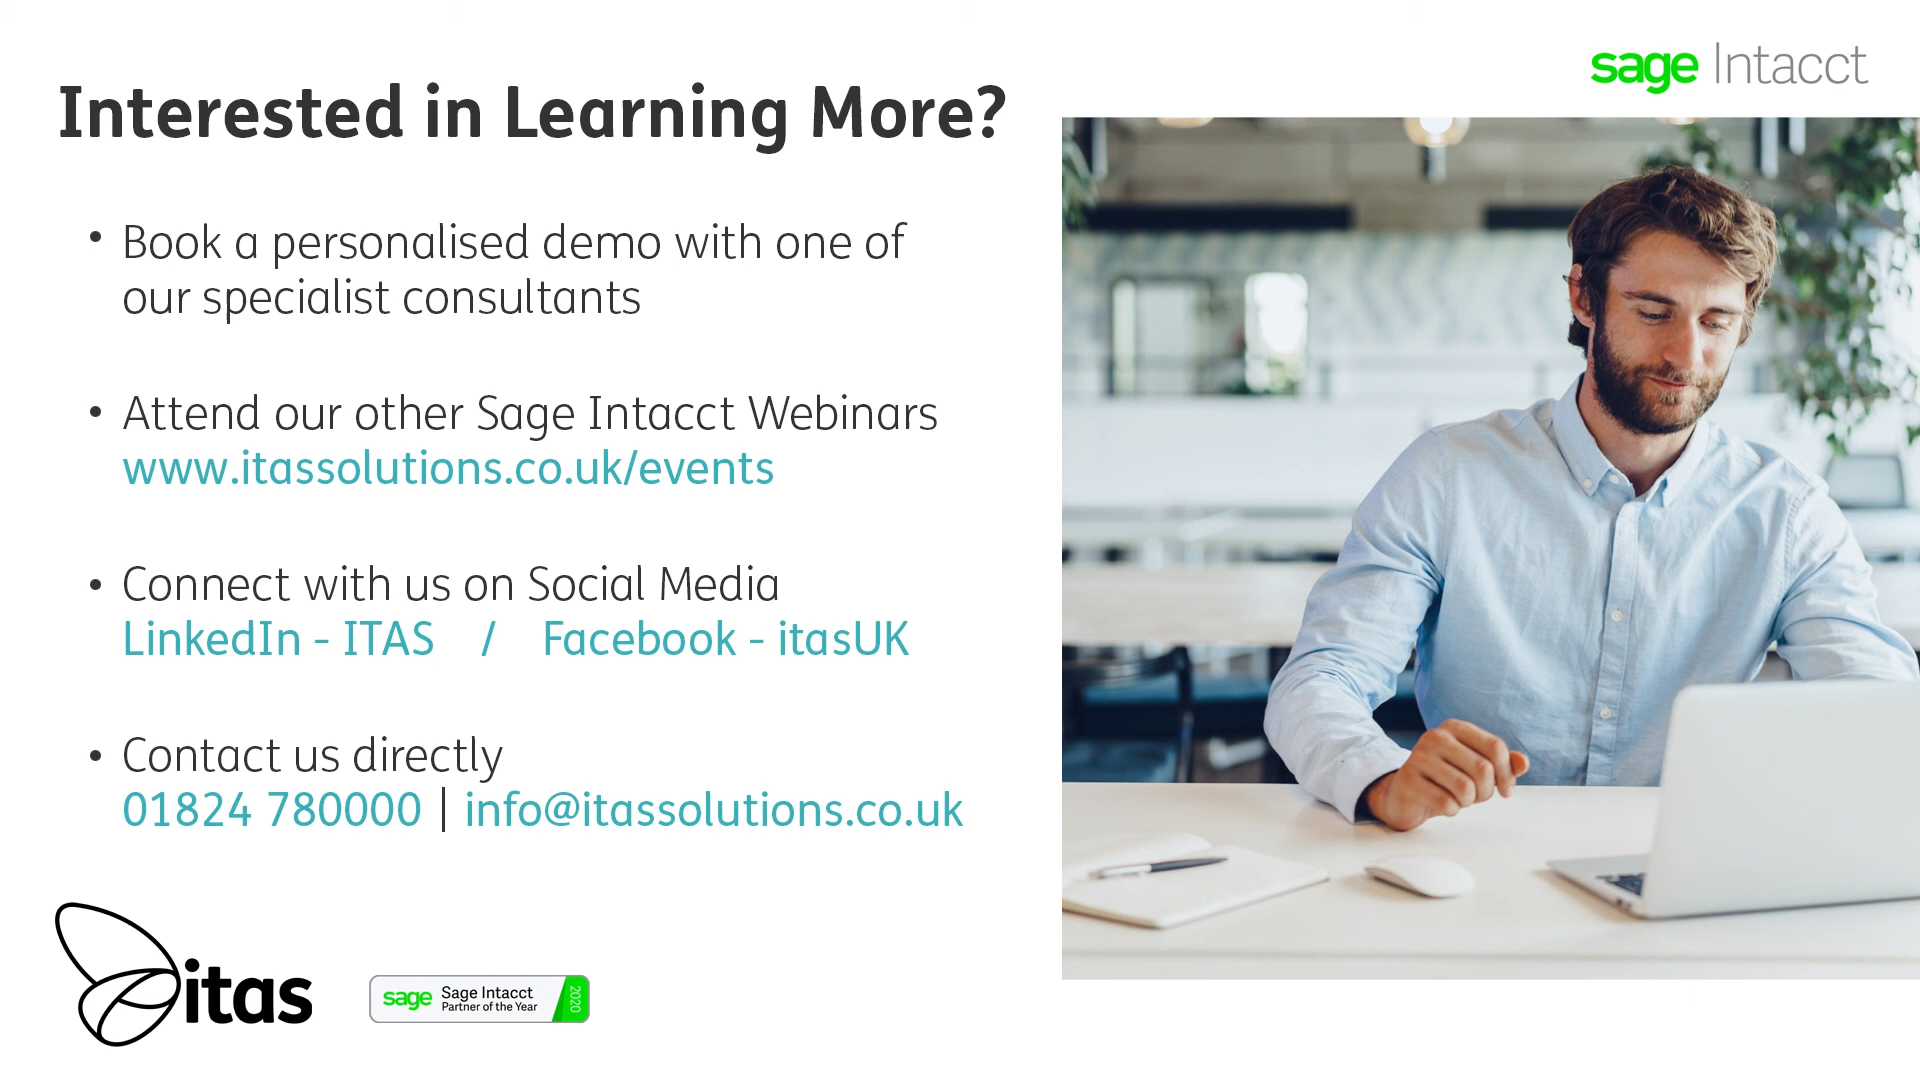 sage Intacct
Interested in Learning More?
• Book a personalised demo with one of
our specialist consultants
• Attend our other Sage Intacct Webinars
www.itassolutions.co.uk/events
• Connect with us on Social Media
LinkedIn - ITAS / Facebook - itasUK
• Contact us directly
01824 780000 | info@itassolutions.co.uk
itas
sage Sage Intacct
Partner of the Year
2020